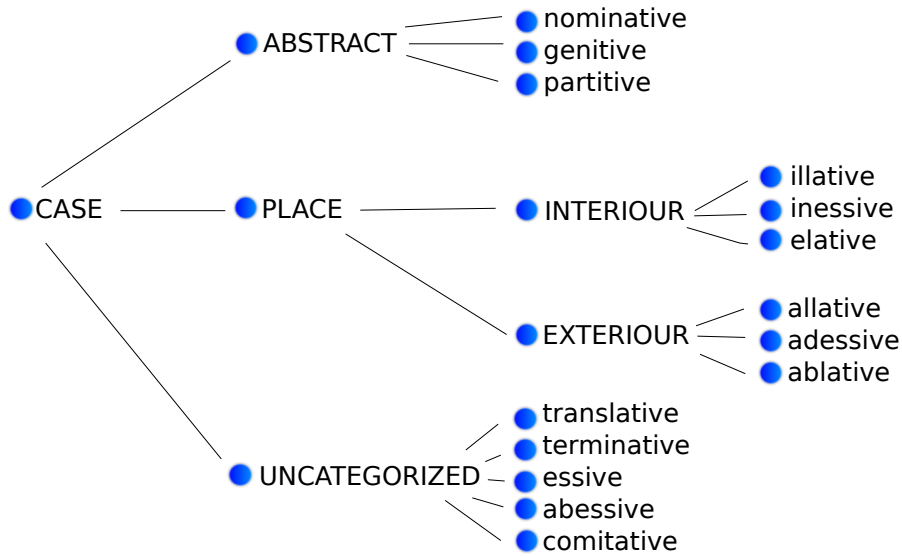 nominative
ABSTRACT
genitive
partitive
illative
CASE
PLACE
INTERIOUR
inessive
elative
allative
EXTERIOUR
adessive
ablative
translative
terminative
UNCATEGORIZED
essive
abessive
comitative